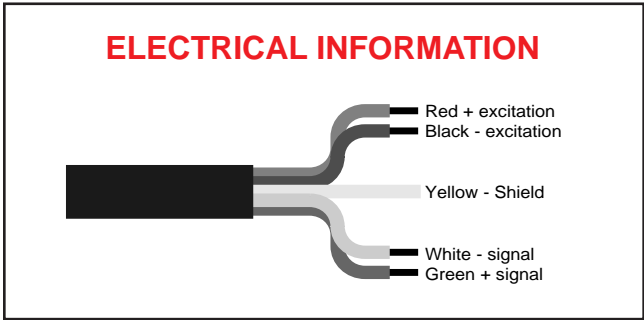 ELECTRICAL INFORMATION
Red + excitation
Black - excitation
Yellow - Shield
White - signal
Green + signal